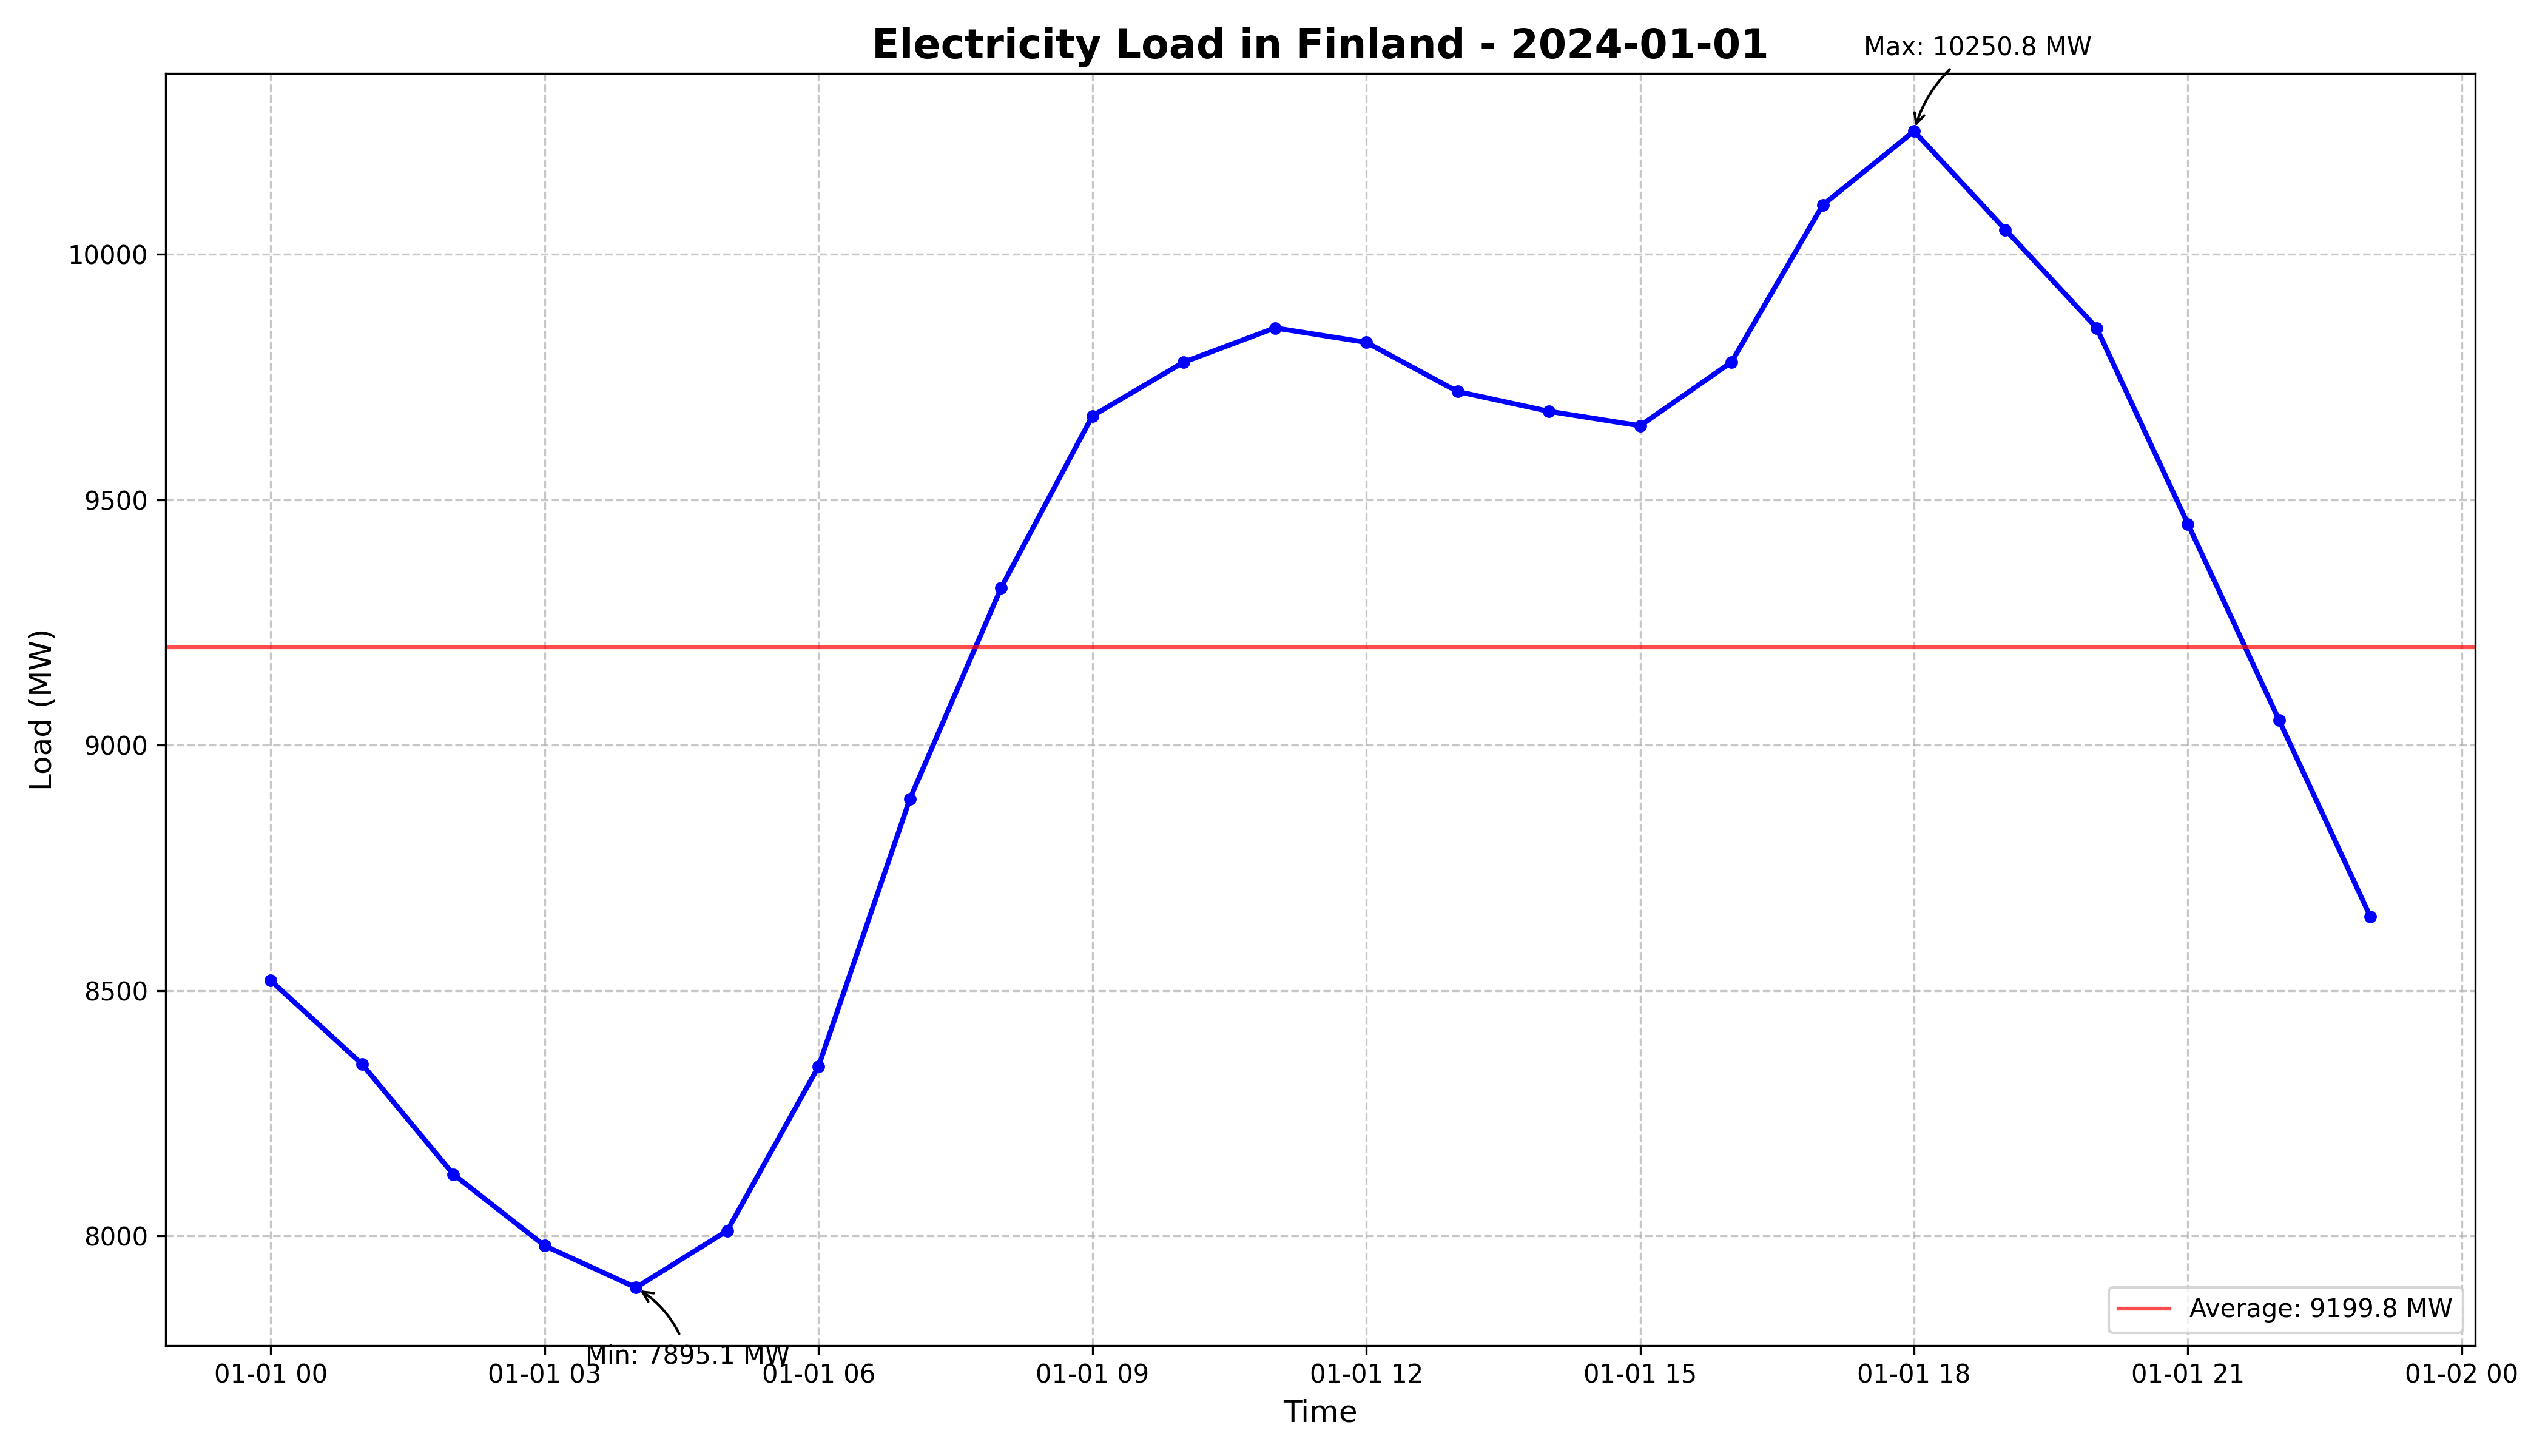 Electricity Load in Finland - 2024-01-01
Max: 10250.8 MW
Load (MW)
10000
9500
9000
8500
8000
Average: 9199.8 MW
Min: 7895.1 MW
01-01 00
01-01 03
01-01 06
01-01 09
01-01 12
01-01 15
01-01 18
01-01 21
01-02 00
Time